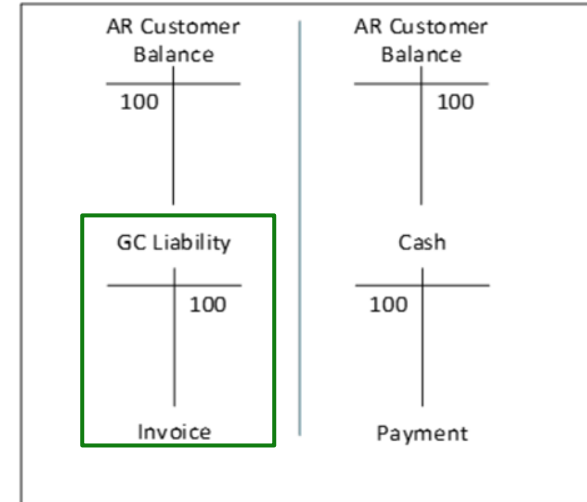 AR Customer
Balance
100
GC Liability
100
Invoice
AR Customer
Balance
100
Cash
100
Payment